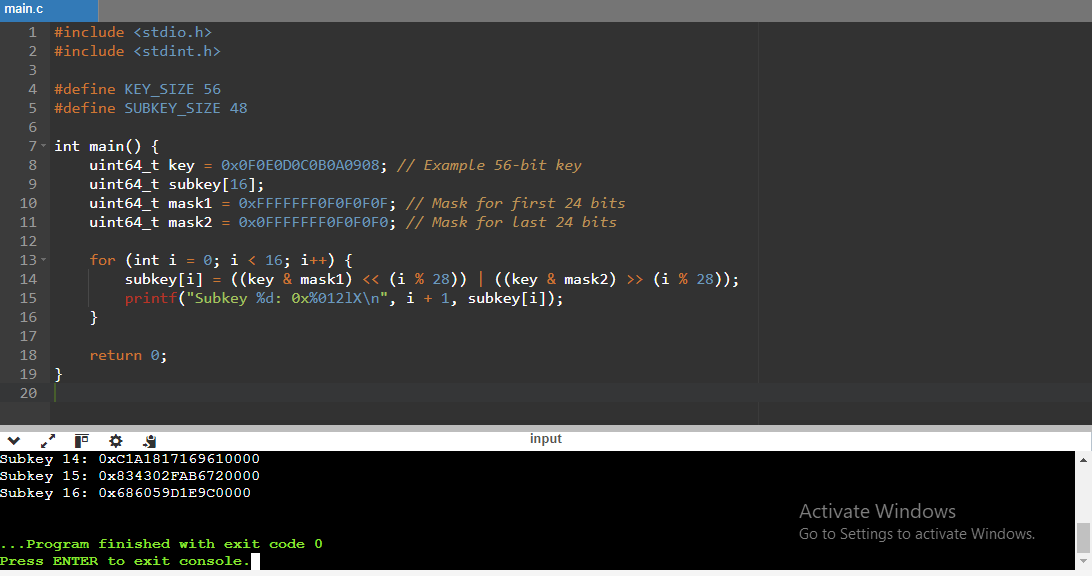 main.c
1 #include <stdio.h>
2 #include <stdint.h>
3
4 #define KEY_SIZE 56
5 #define SUBKEY_SIZE 48
6
7 int main() {
8 uint64_t key = 0x0F0E0D0C0B0A0908; // Example 56-bit key
9 uint64_t subkey[16];
10 uint64_t mask1 = 0xFFFFFFF0F0F0F0F; // Mask for first 24 bits
11 uint64_t mask2 = 0x0FFFFFFF0F0F0F0; // Mask for last 24 bits
12
13 for (int i = 0; i < 16; i++) {
14 subkey[i] = ((key & mask1) << (i % 28)) | ((key & mask2) >> (i % 28));
15 printf("Subkey %d: 0x%012lX\n", i + 1, subkey[i]);
16 }
17
18 return 0;
19 }
20
input
Subkey 14: 0xC1A1817169610000
Subkey 15: 0x834302FAB6720000
Subkey 16: 0x686059D1E9C0000
Activate Windows
Go to Settings to activate Windows.
...Program finished with exit code 0
Press ENTER to exit console.